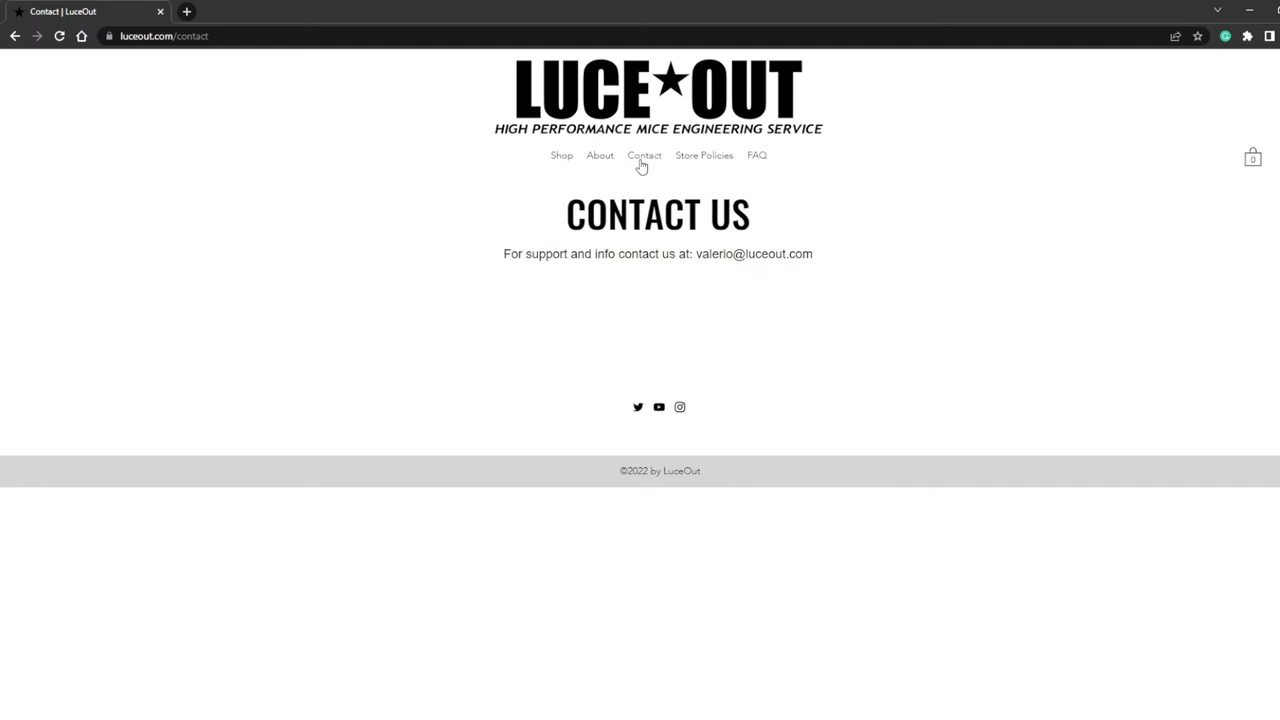 Contact | LuceOut
luceout.com/contact
LUCE★OUT
HIGH PERFORMANCE MICE ENGINEERING SERVICE
Shop About Contact Store Policies FAQ
0
CONTACT US
For support and info contact us at: valerio@luceout.com
©2022 by LuceOut